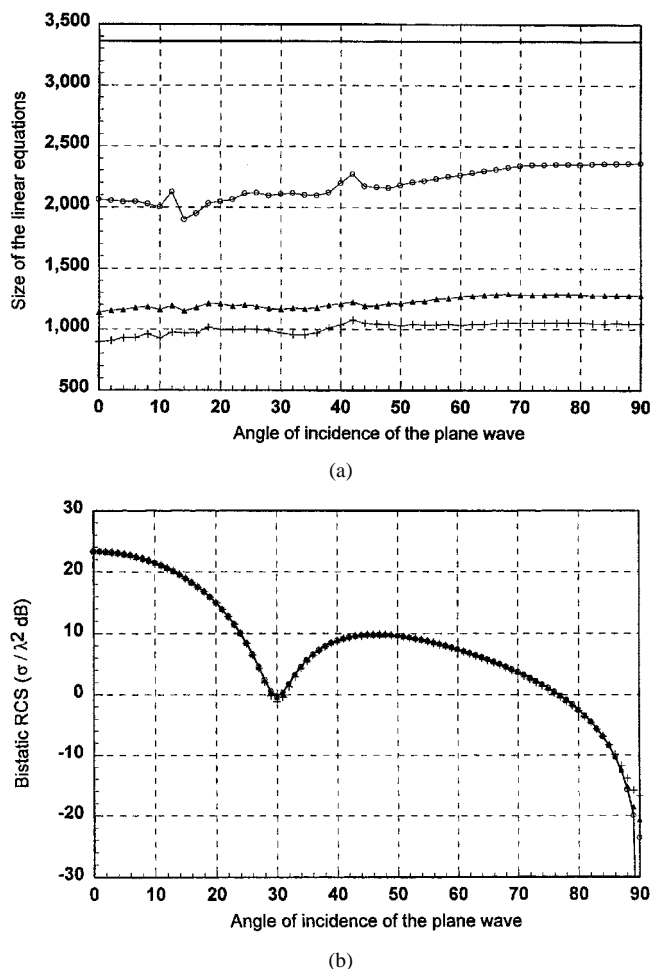 3,500
3,000
2,500
2,000
1,500
1,000
500
Size of the linear equations
0 10 20 30 40 50 60 70 80 90
Angle of incidence of the plane wave
(a)
30
20
10
0
-10
-20
-30
Bistatic RCS (σ / λ² dB)
0 10 20 30 40 50 60 70 80 90
Angle of incidence of the plane wave
(b)